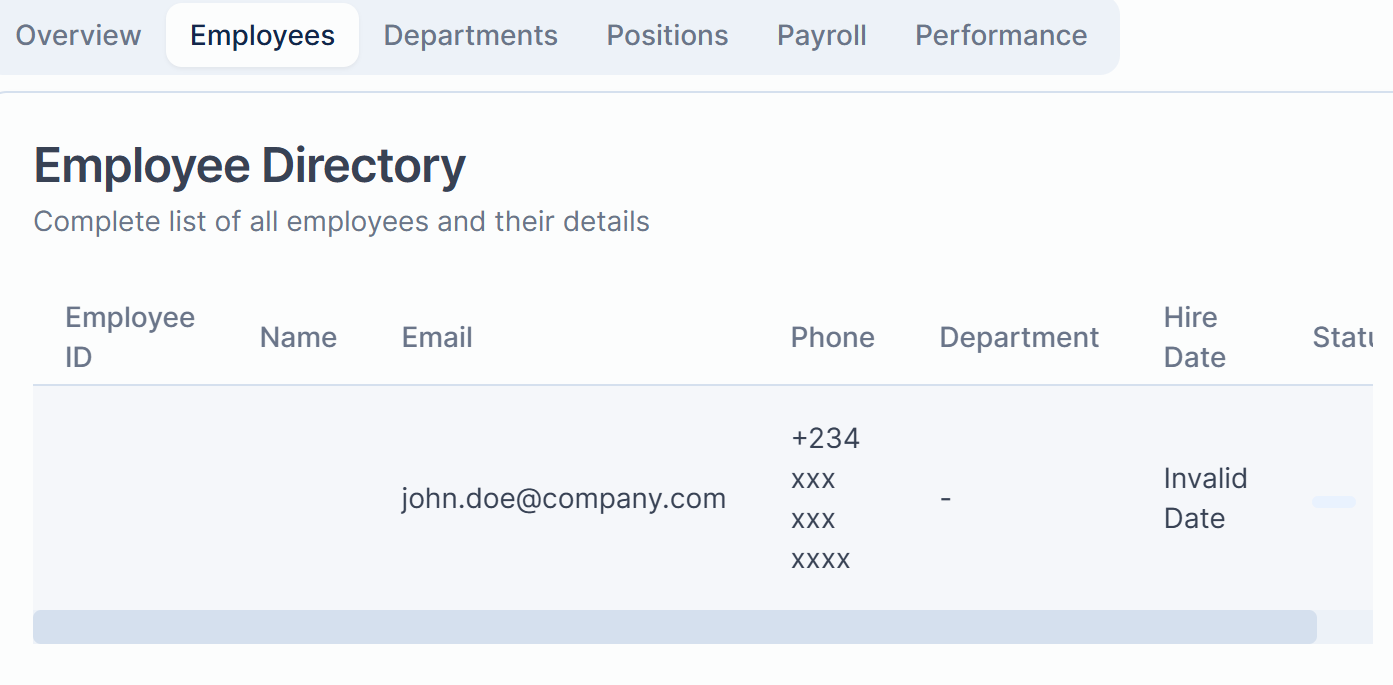 Overview Employees Departments Positions Payroll Performance
Employee Directory
Complete list of all employees and their details
Employee ID Name Email Phone Department Hire Date
john.doe@company.com +234 xxx xxx xxxx - Invalid Date